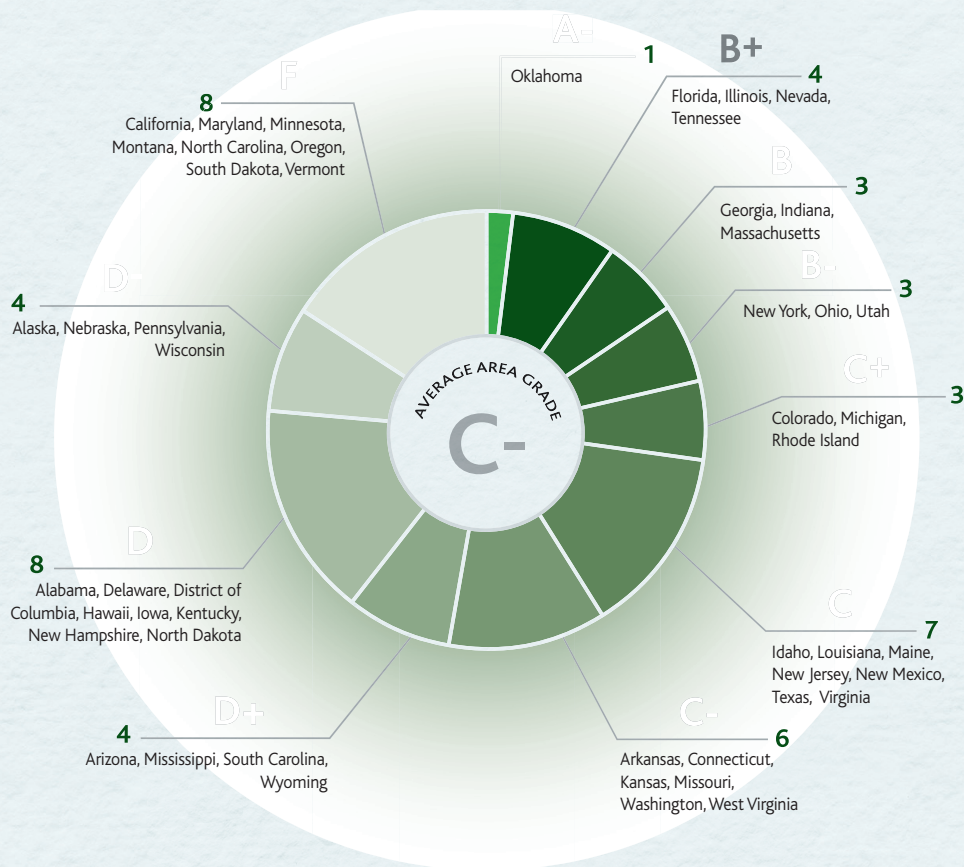 A-
1
Oklahoma
B+
4
Florida, Illinois, Nevada,
Tennessee
B
3
Georgia, Indiana,
Massachusetts
B-
3
New York, Ohio, Utah
C+
3
Colorado, Michigan,
Rhode Island
C
7
Idaho, Louisiana, Maine,
New Jersey, New Mexico,
Texas, Virginia
C-
6
Arkansas, Connecticut,
Kansas, Missouri,
Washington, West Virginia
D+
4
Arizona, Mississippi, South Carolina,
Wyoming
D
8
Alabama, Delaware, District of
Columbia, Hawaii, Iowa, Kentucky,
New Hampshire, North Dakota
D-
4
Alaska, Nebraska, Pennsylvania,
Wisconsin
F
8
California, Maryland, Minnesota,
Montana, North Carolina, Oregon,
South Dakota, Vermont
AVERAGE AREA GRADE
C-